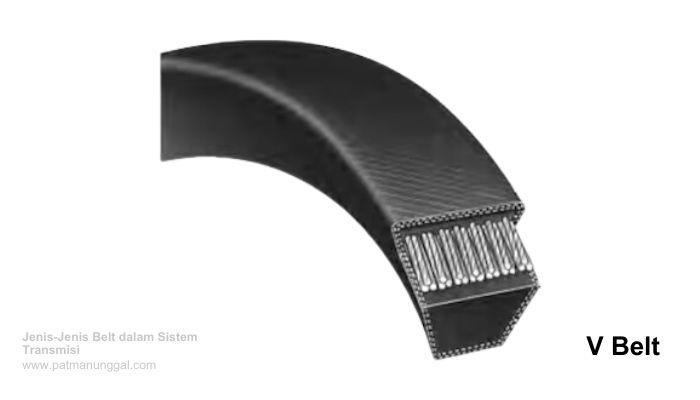 Jenis-Jenis Belt dalam Sistem
Transmisi
www.patmanunggal.com
V Belt